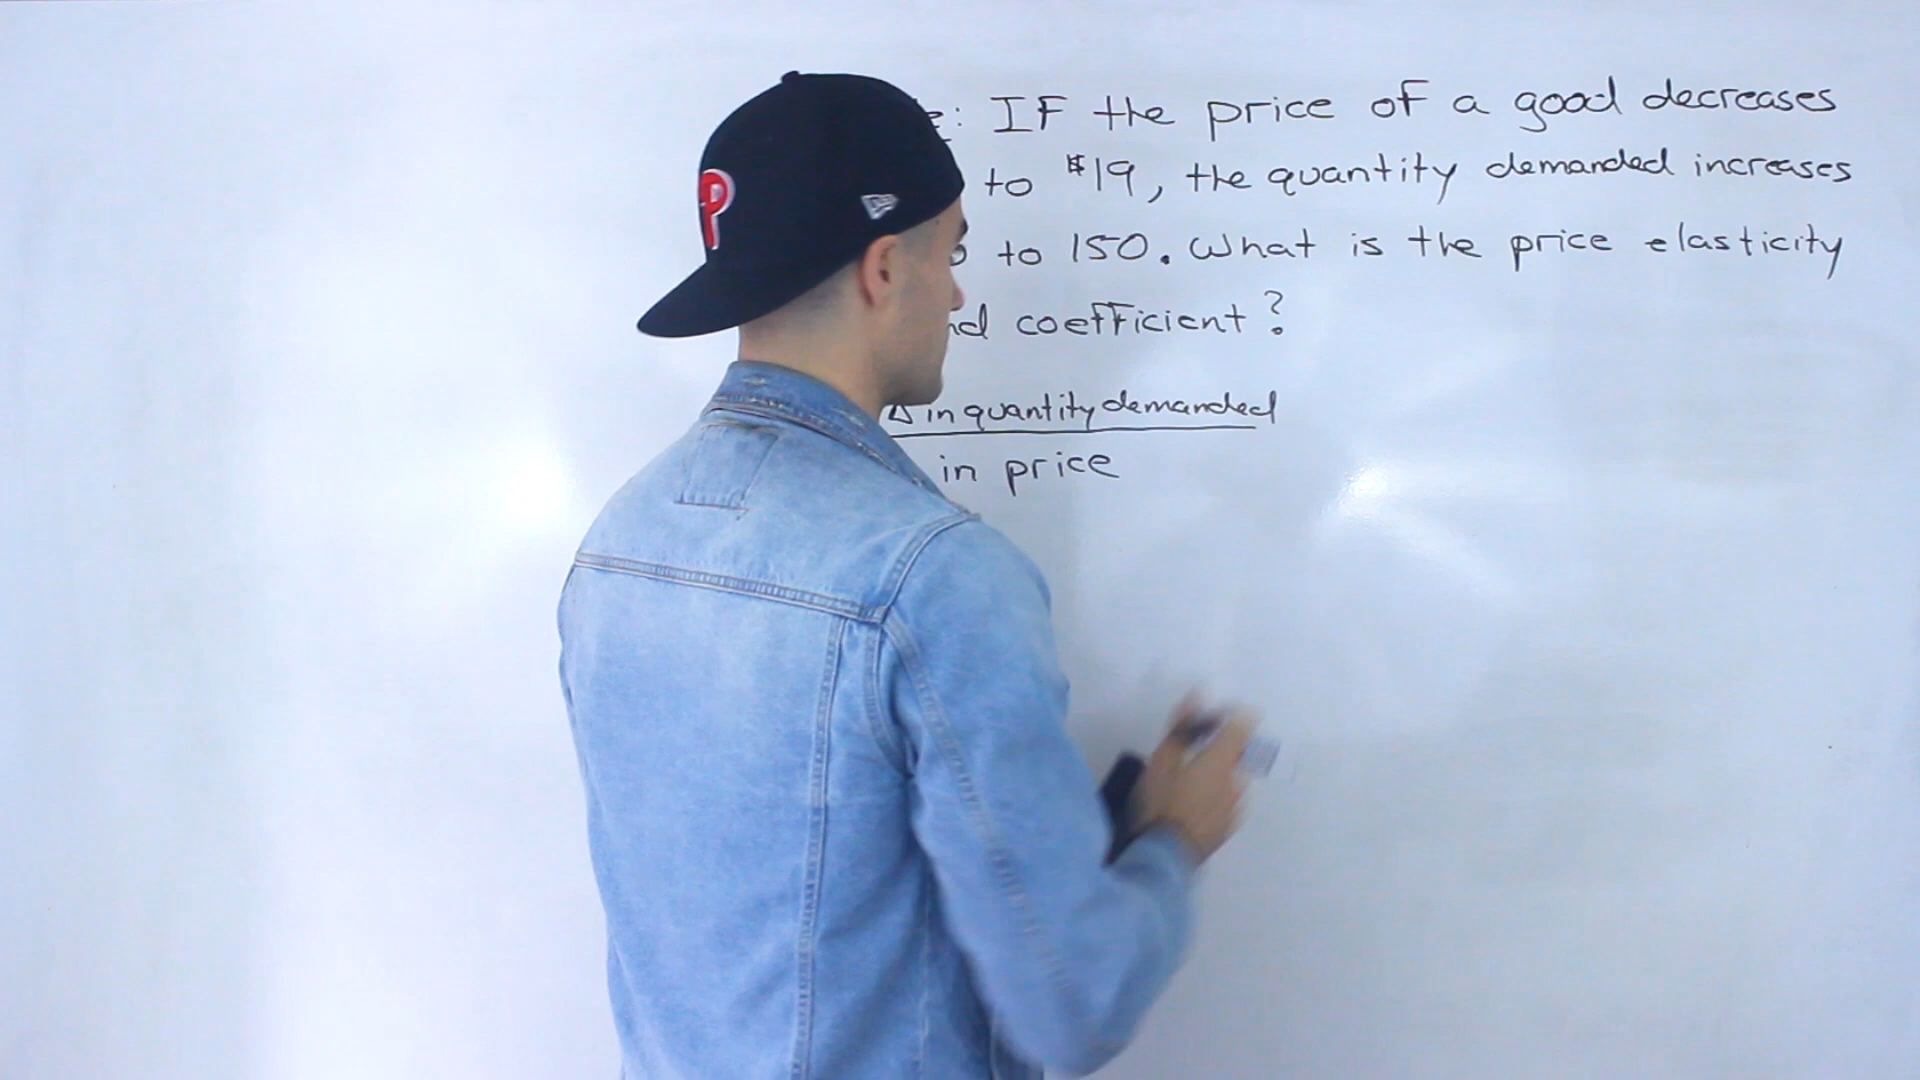 : IF the price of a good decreases
to $19, the quantity demanded increases
to 150. What is the price elasticity
coefficient?
Δ in quantity demanded
in price
P